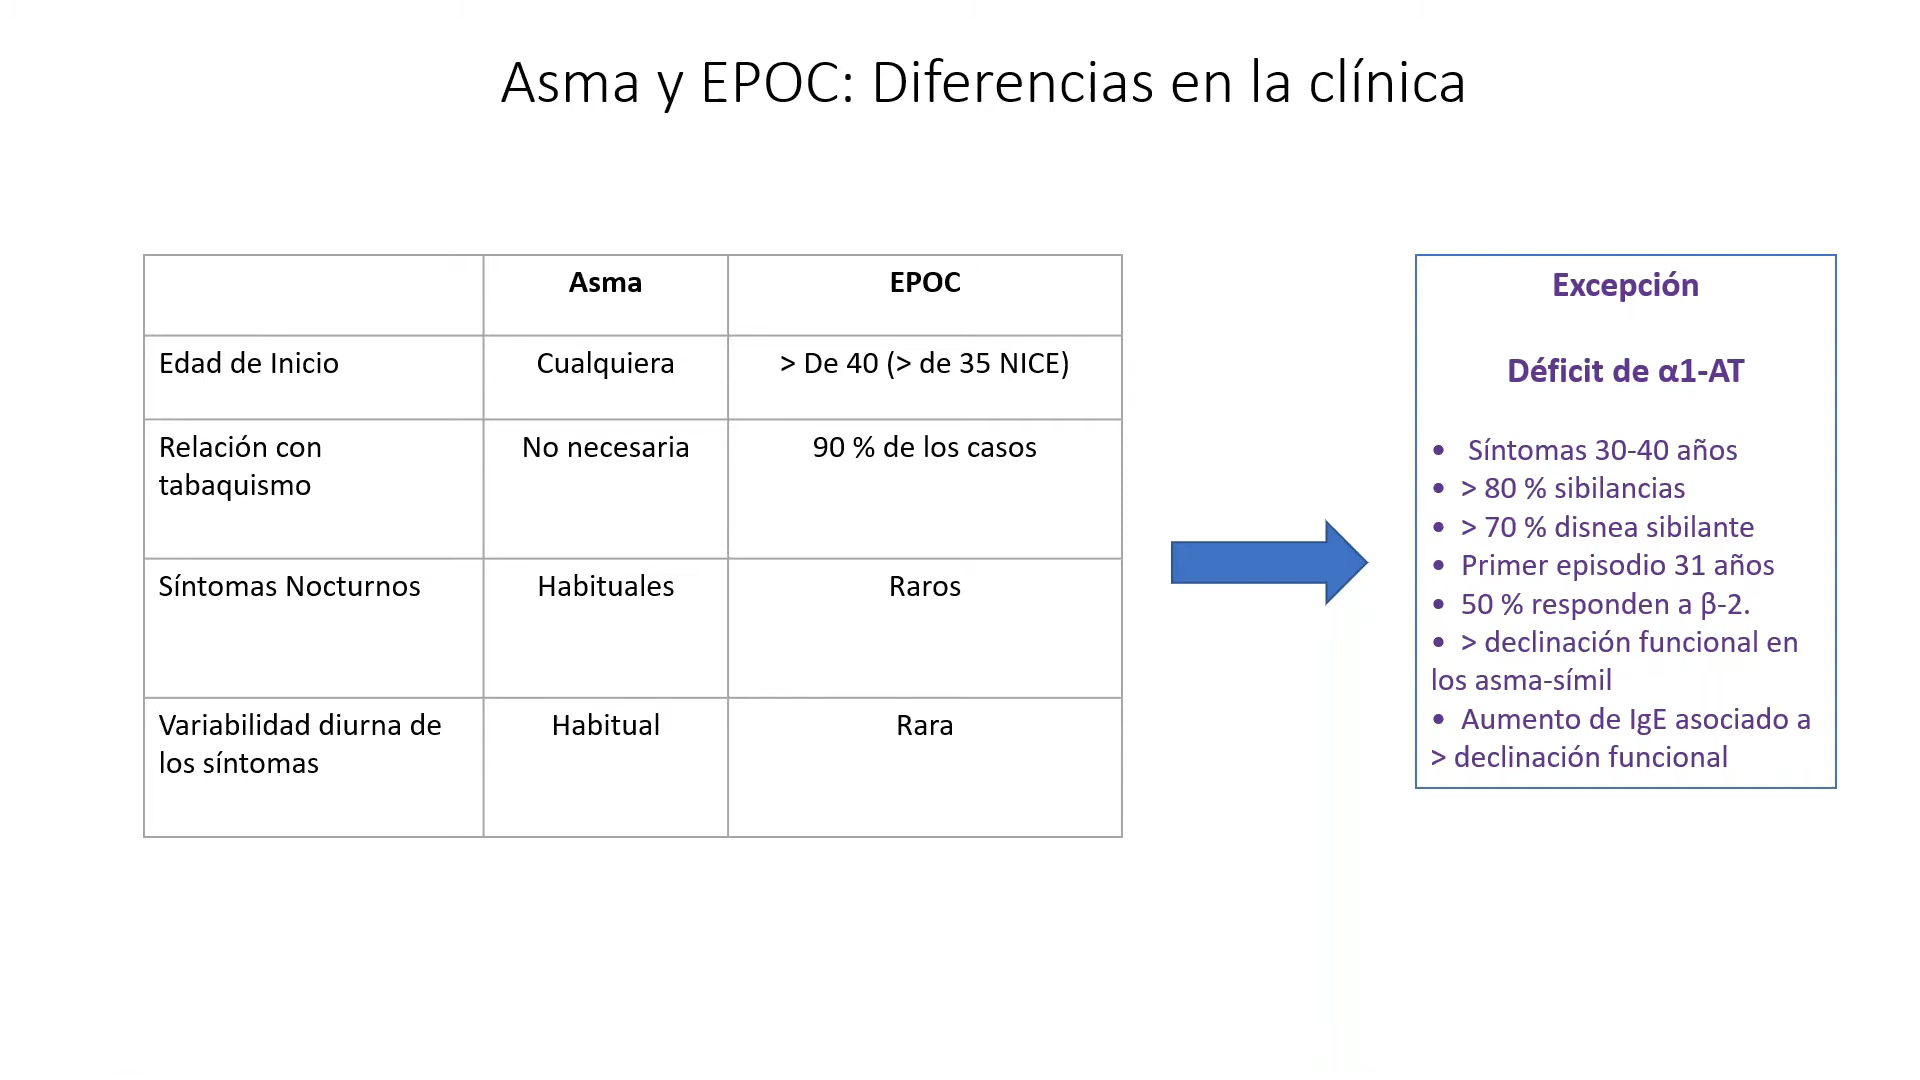 Asma y EPOC: Diferencias en la clínica
Asma
EPOC
Edad de Inicio
Cualquiera
> De 40 (> de 35 NICE)
Relación con
tabaquismo
No necesaria
90 % de los casos
Síntomas Nocturnos
Habituales
Raros
Variabilidad diurna de
los síntomas
Habitual
Rara
Excepción
Déficit de α1-AT
• Síntomas 30-40 años
• > 80 % sibilancias
• > 70 % disnea sibilante
• Primer episodio 31 años
• 50 % responden a β-2.
• > declinación funcional en
los asma-símil
• Aumento de IgE asociado a
> declinación funcional